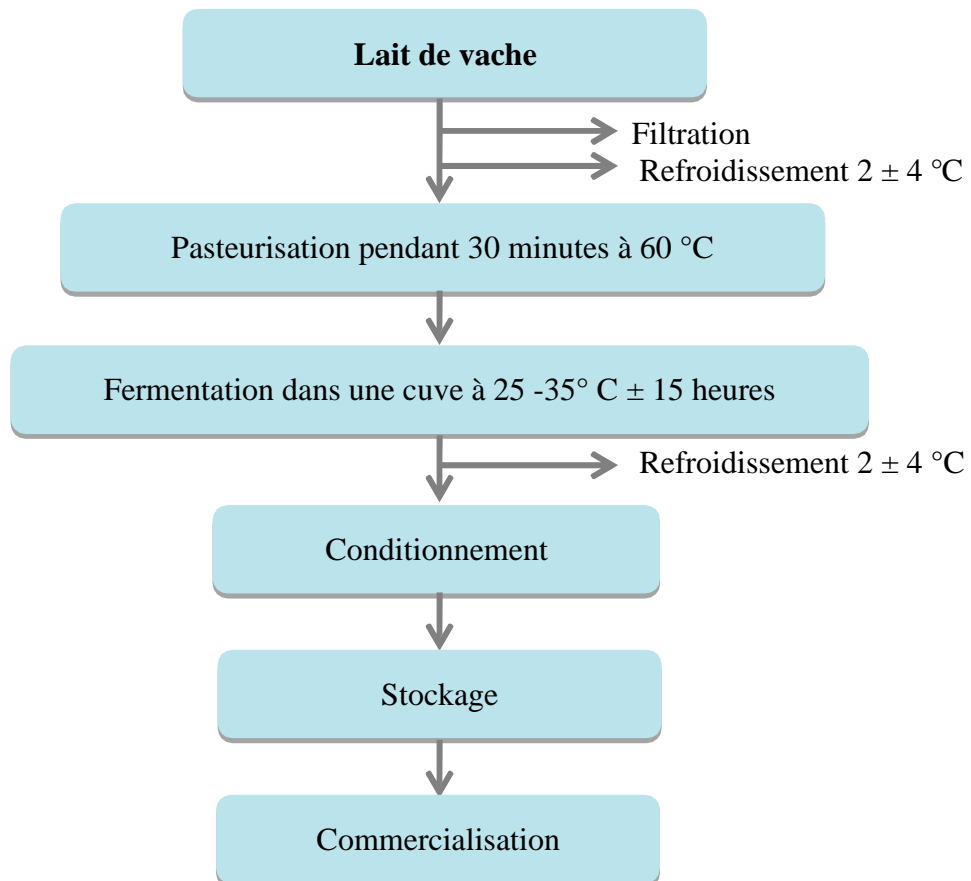 Lait de vache
Filtration
Refroidissement 2 ± 4 °C
Pasteurisation pendant 30 minutes à 60 °C
Fermentation dans une cuve à 25 -35° C ± 15 heures
Refroidissement 2 ± 4 °C
Conditionnement
Stockage
Commercialisation